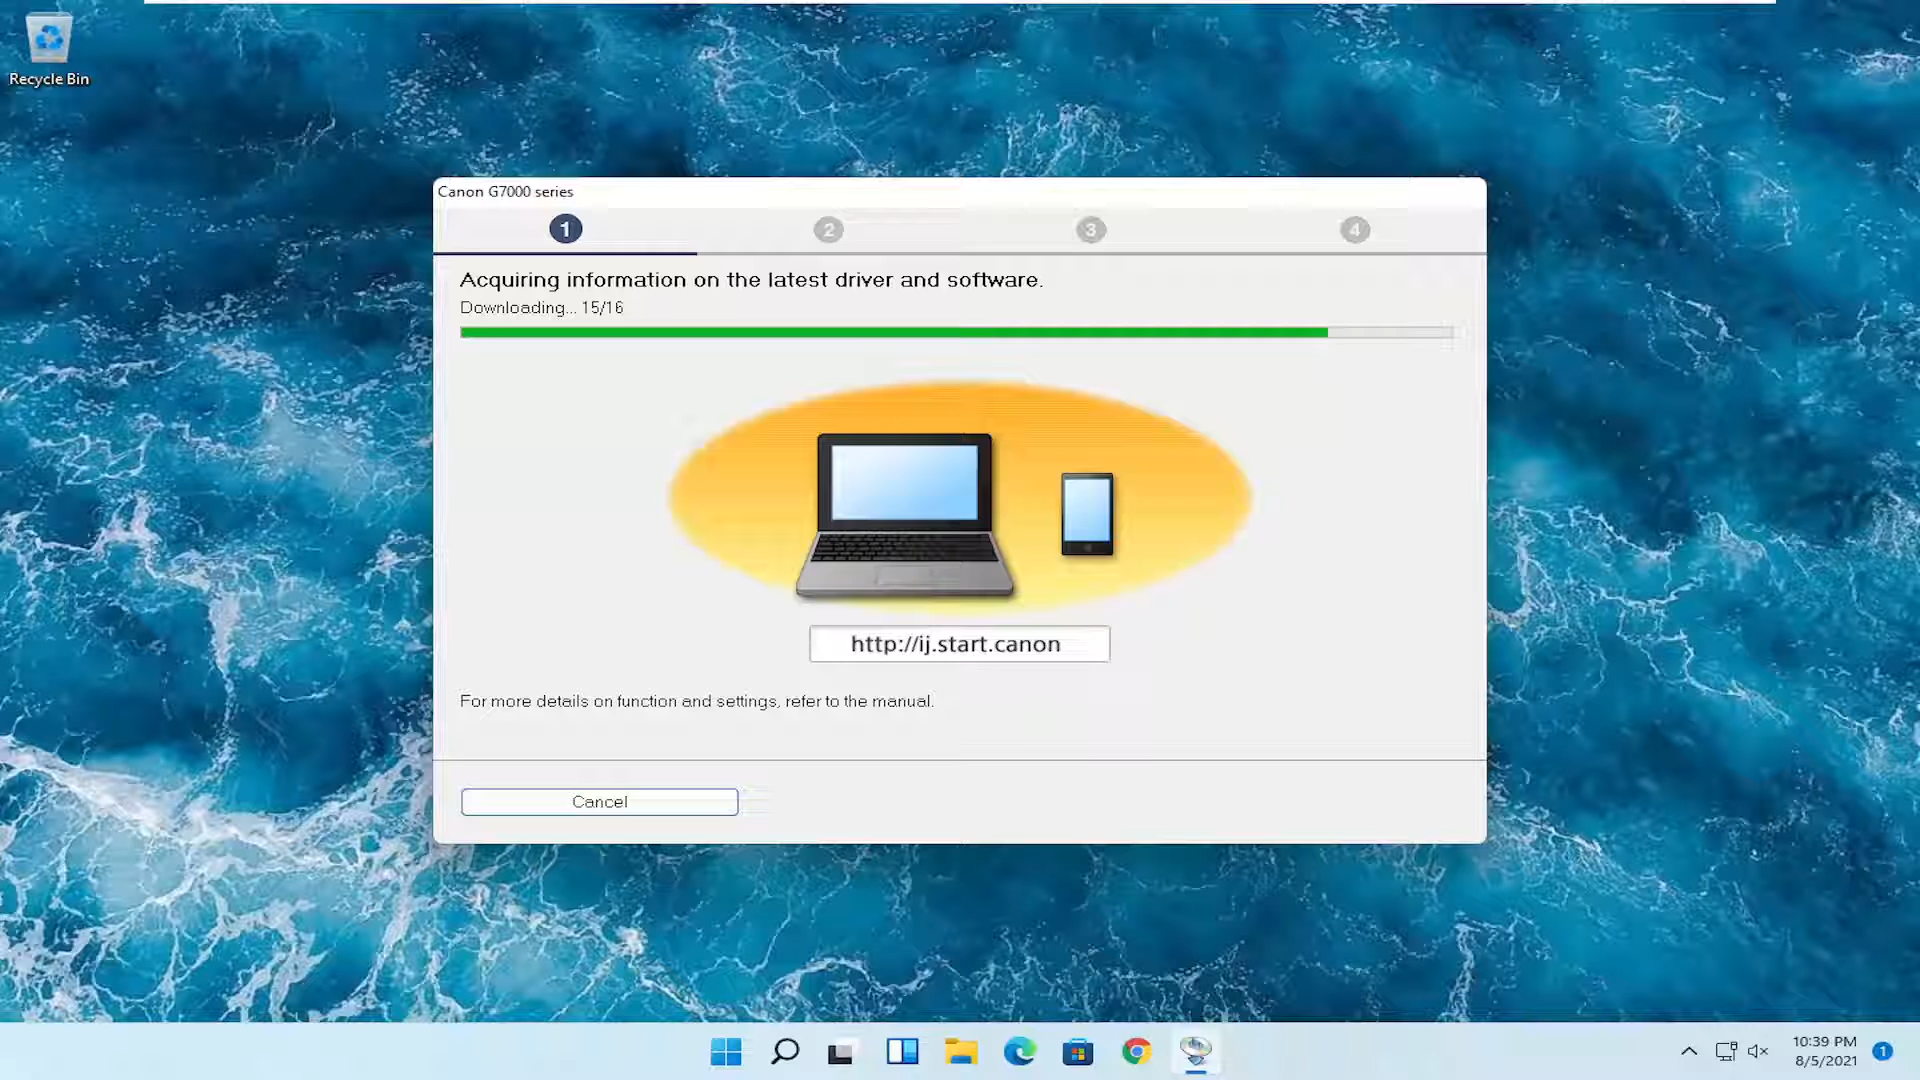 Recycle Bin
Canon G7000 series
1
2
3
4
Acquiring information on the latest driver and software.
Downloading... 15/16
http://ij.start.canon
For more details on function and settings, refer to the manual.
Cancel
10:39 PM
8/5/2021
1